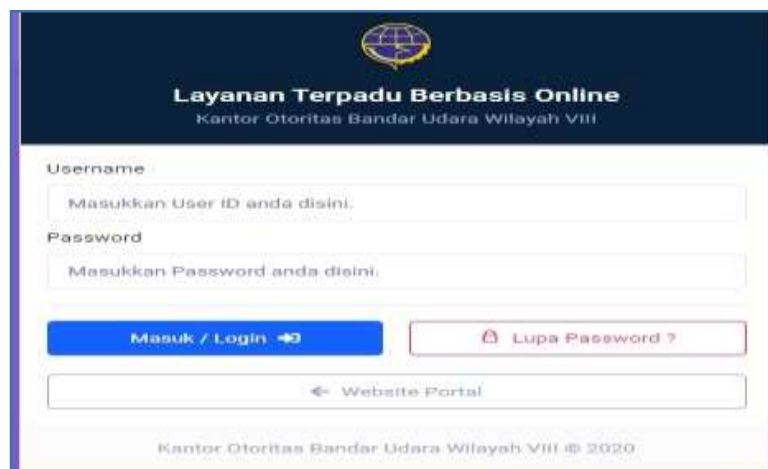 Layanan Terpadu Berbasis Online
Kantor Otoritas Bandar Udara Wilayah VIII
Username
Masukkan User ID anda disini.
Password
Masukkan Password anda disini.
Masuk / Login
Lupa Password ?
Website Portal
Kantor Otoritas Bandar Udara Wilayah VIII © 2020